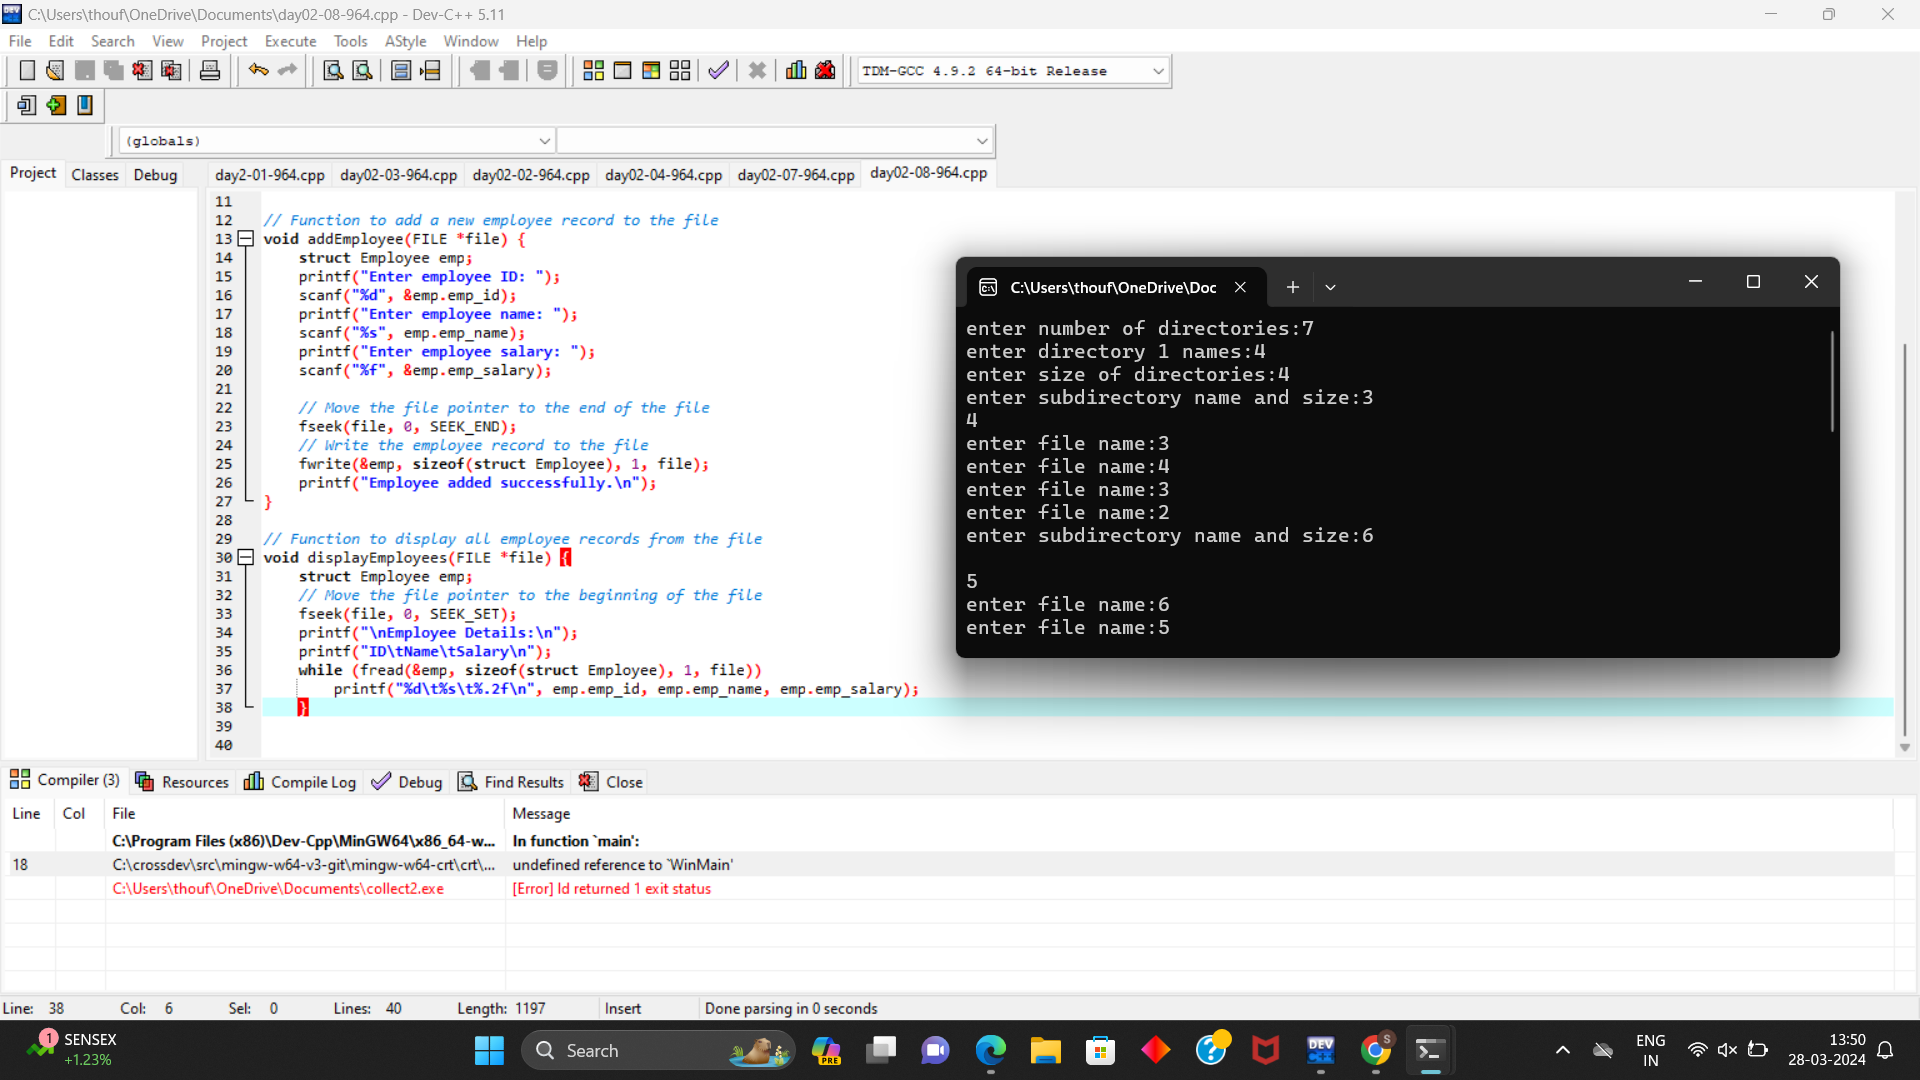 C:\Users\thouf\OneDrive\Documents\day02-08-964.cpp - Dev-C++ 5.11
File Edit Search View Project Execute Tools AStyle Window Help
TDM-GCC 4.9.2 64-bit Release
(globals)
Project Classes Debug
day2-01-964.cpp day02-03-964.cpp day02-02-964.cpp day02-04-964.cpp day02-07-964.cpp day02-08-964.cpp
11
12 // Function to add a new employee record to the file
13 void addEmployee(FILE *file) {
14 struct Employee emp;
15 printf("Enter employee ID: ");
16 scanf("%d", &emp.emp_id);
17 printf("Enter employee name: ");
18 scanf("%s", emp.emp_name);
19 printf("Enter employee salary: ");
20 scanf("%f", &emp.emp_salary);
21
22 // Move the file pointer to the end of the file
23 fseek(file, 0, SEEK_END);
24 // Write the employee record to the file
25 fwrite(&emp, sizeof(struct Employee), 1, file);
26 printf("Employee added successfully.\n");
27 }
28
29 // Function to display all employee records from the file
30 void displayEmployees(FILE *file) {
31 struct Employee emp;
32 // Move the file pointer to the beginning of the file
33 fseek(file, 0, SEEK_SET);
34 printf("\nEmployee Details:\n");
35 printf("ID\tName\tSalary\n");
36 while (fread(&emp, sizeof(struct Employee), 1, file))
37 printf("%d\t%s\t%.2f\n", emp.emp_id, emp.emp_name, emp.emp_salary);
38 }
39
40
C:\Users\thouf\OneDrive\Doc
enter number of directories:7
enter directory 1 names:4
enter size of directories:4
enter subdirectory name and size:3
4
enter file name:3
enter file name:4
enter file name:3
enter file name:2
enter subdirectory name and size:6
5
enter file name:6
enter file name:5
Compiler (3) Resources Compile Log Debug Find Results Close
Line Col File Message
C:\Program Files (x86)\Dev-Cpp\MinGW64\x86_64-w... In function `main':
18 C:\crossdev\src\mingw-w64-v3-git\mingw-w64-crt\crt\... undefined reference to `WinMain'
C:\Users\thouf\OneDrive\Documents\collect2.exe [Error] ld returned 1 exit status
Line: 38 Col: 6 Sel: 0 Lines: 40 Length: 1197 Insert Done parsing in 0 seconds
1 SENSEX
+1.23%
Search
PRE
DEV
S
ENG
IN
13:50
28-03-2024